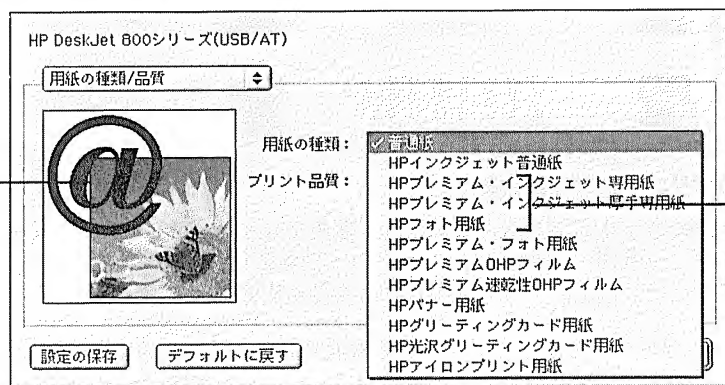 HP DeskJet 800シリーズ(USB/AT)
用紙の種類/品質
@
用紙の種類：
✓普通紙
HPインクジェット普通紙
プリント品質：
HPプレミアム・インクジェット専用紙
HPプレミアム・インクジェット厚手専用紙
HPフォト用紙
HPプレミアム・フォト用紙
HPプレミアムOHPフィルム
HPプレミアム速乾性OHPフィルム
HPバナー用紙
HPグリーティングカード用紙
HP光沢グリーティングカード用紙
HPアイロンプリント用紙
設定の保存
デフォルトに戻す